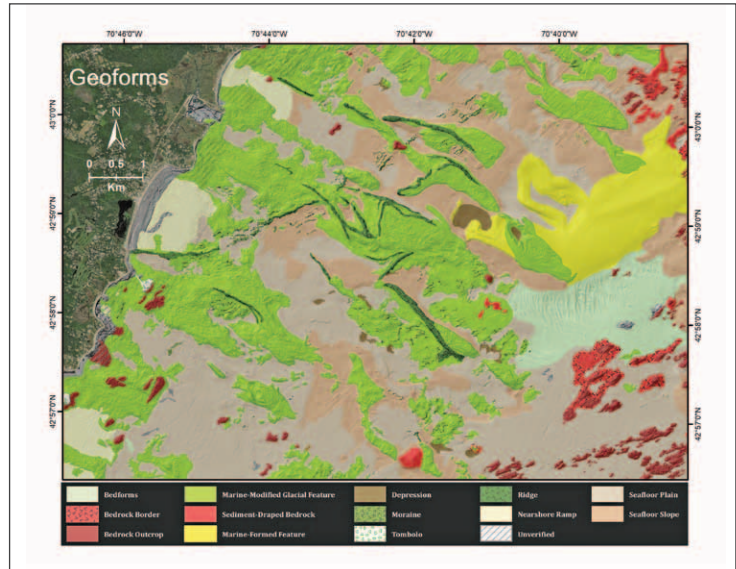 70°46'0"W 70°44'0"W 70°42'0"W 70°40'0"W
Geoforms
N
0 0.5 1
Km
43°0'0"N
42°59'0"N
42°58'0"N
42°57'0"N
43°0'0"N
42°59'0"N
42°58'0"N
42°57'0"N
Bedforms Marine-Modified Glacial Feature Depression Ridge Seafloor Plain
Bedrock Border Sediment-Draped Bedrock Moraine Nearshore Ramp Seafloor Slope
Bedrock Outcrop Marine-Formed Feature Tombolo Unverified